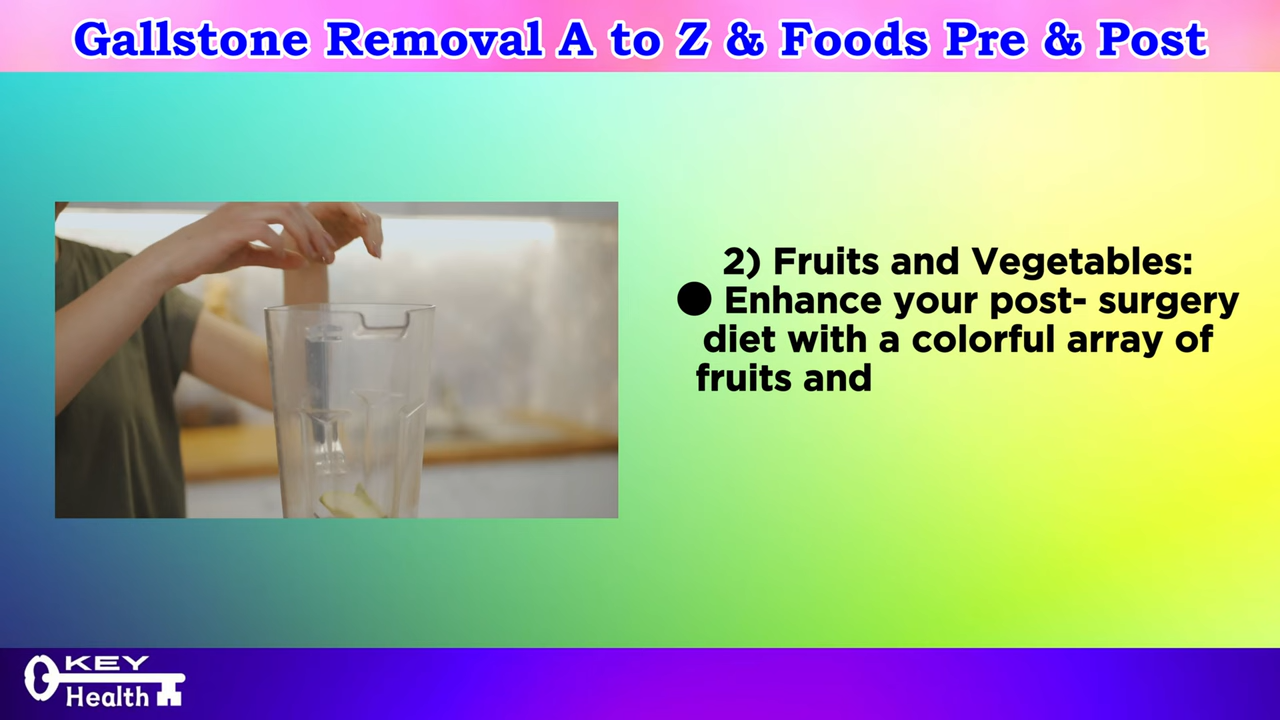 Gallstone Removal A to Z & Foods Pre & Post
2) Fruits and Vegetables:
● Enhance your post- surgery
diet with a colorful array of
fruits and
KEY
Health